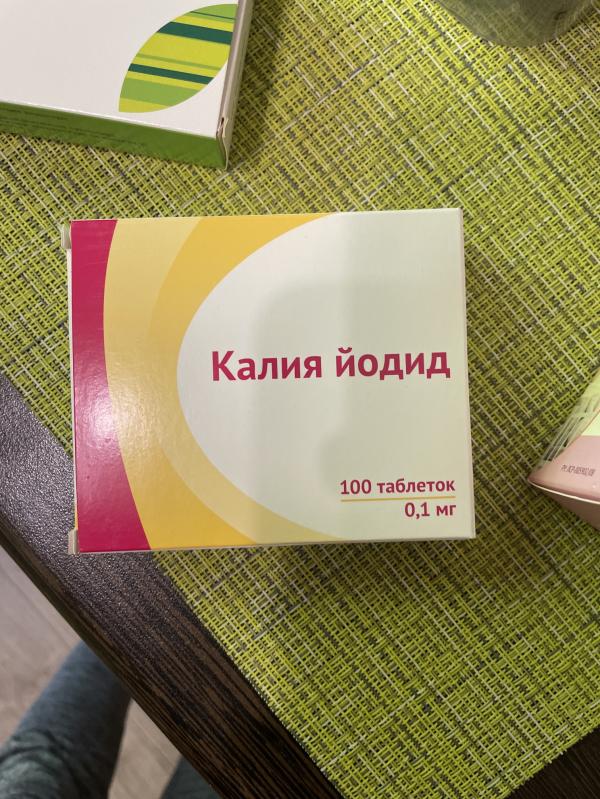 Калия йодид
100 таблеток
0,1 мг